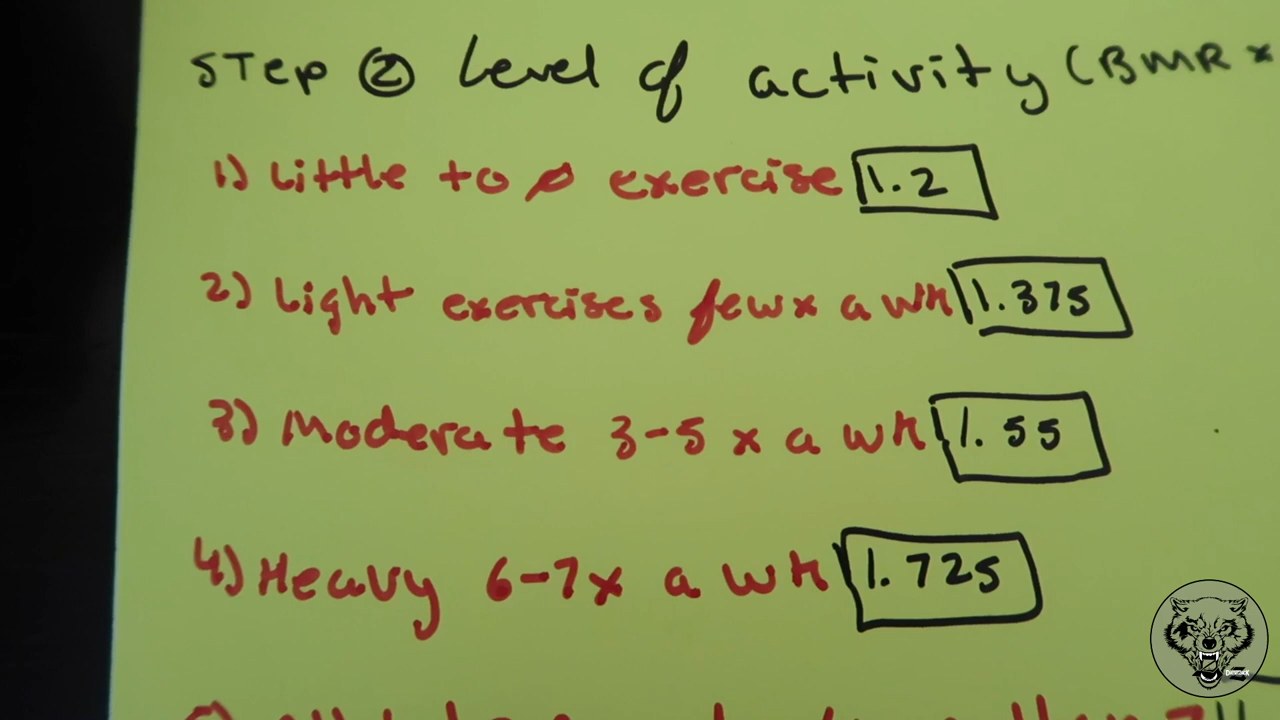 STEP ② Level of activity (BMR x
1) Little to Ø exercise 1.2
2) Light exercises few x a wk 1.375
3) Moderate 3-5 x a wk 1.55
4) Heavy 6-7x a wk 1.725